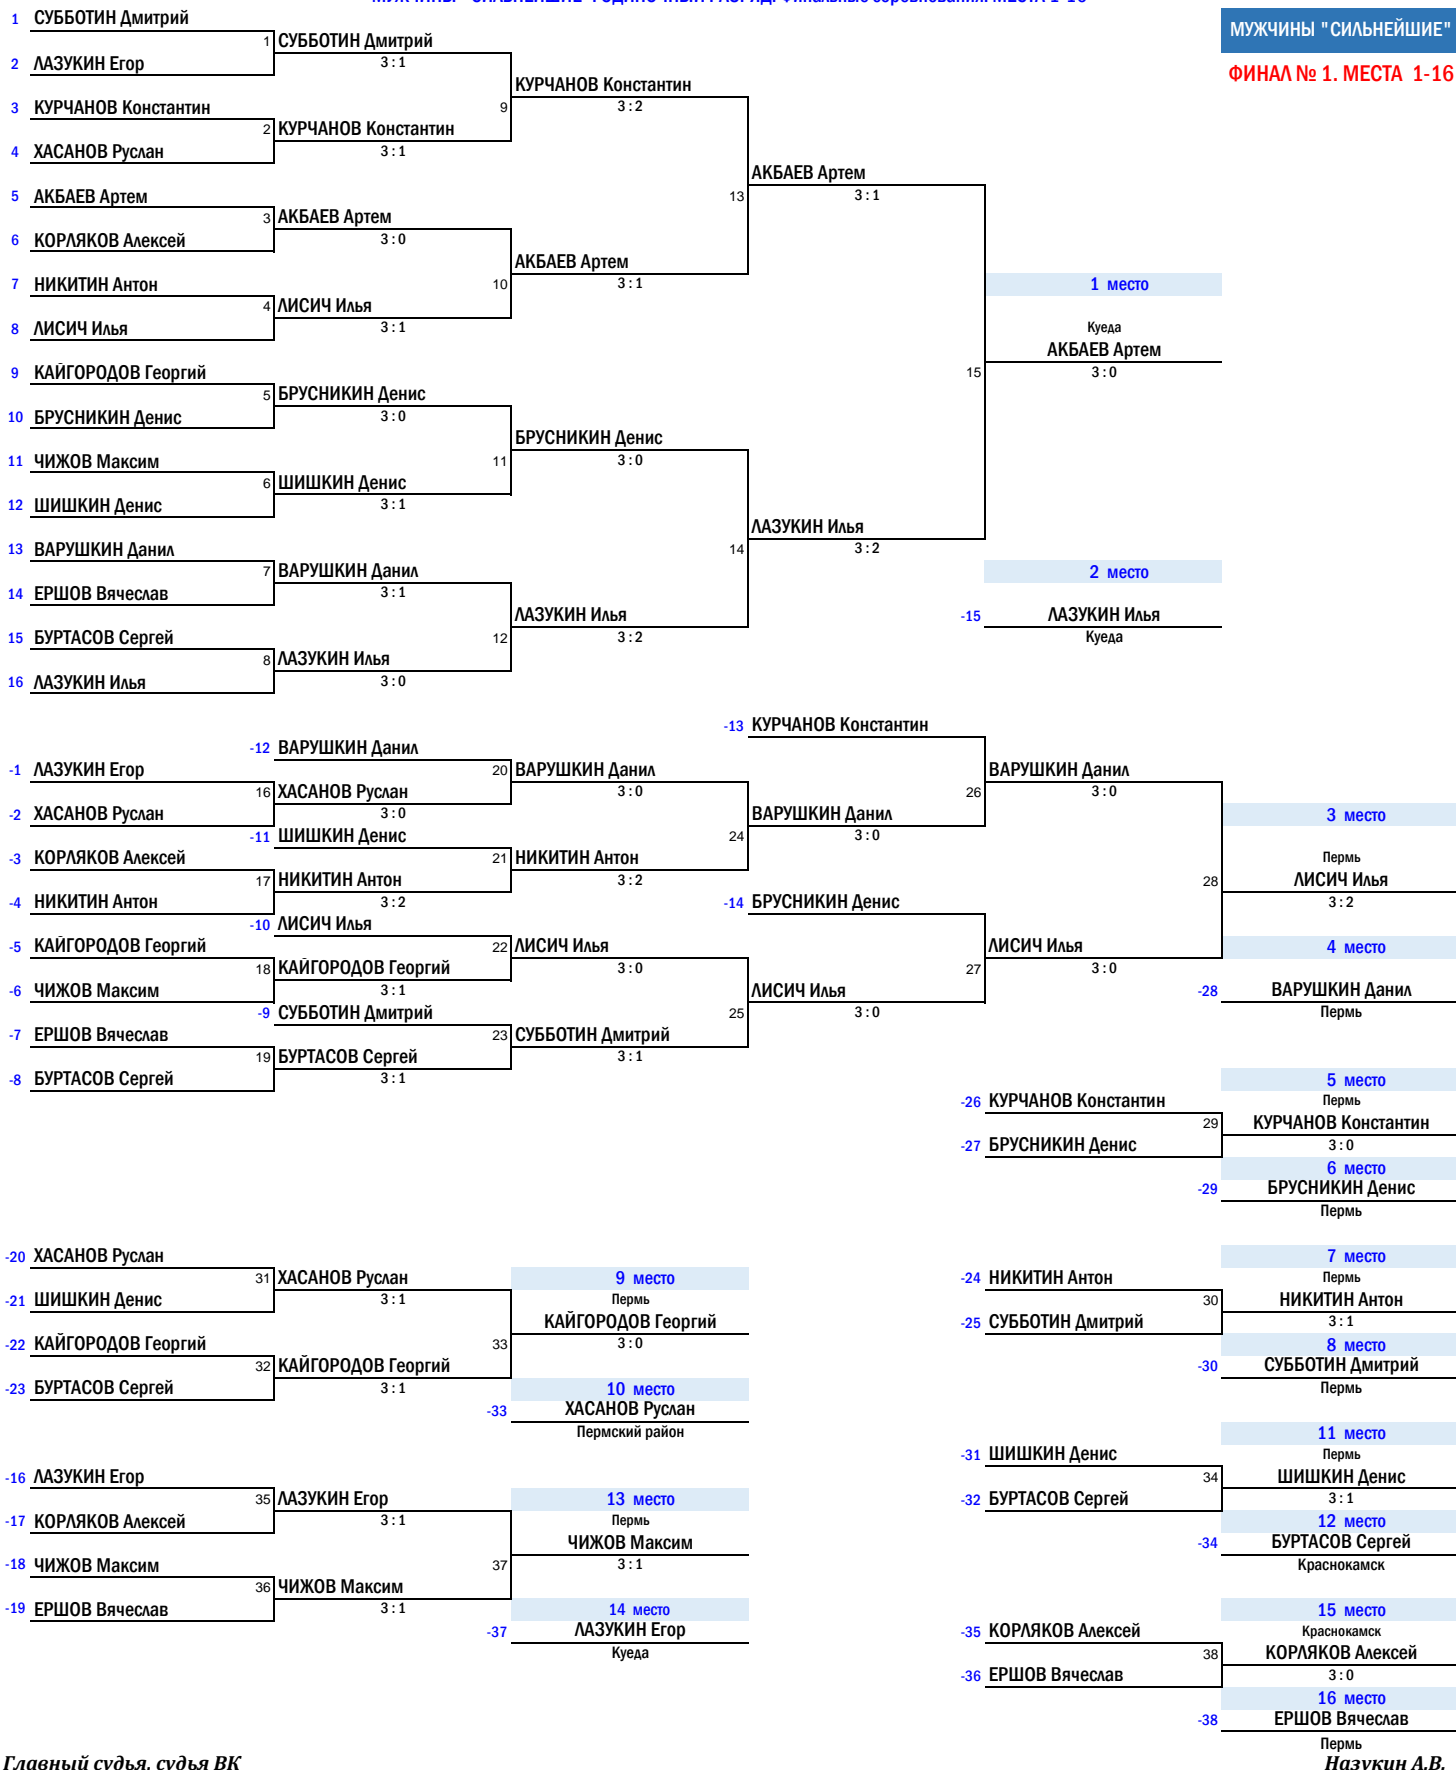 МУЖЧИНЫ "СИЛЬНЕЙШИЕ" ОДИНОЧНЫЙ РАЗРЯД. Финальные соревнования. МЕСТА 1-16
МУЖЧИНЫ "СИЛЬНЕЙШИЕ"
ФИНАЛ № 1. МЕСТА 1-16
1 СУББОТИН Дмитрий
1 СУББОТИН Дмитрий
3 : 1
2 ЛАЗУКИН Егор
9 КУРЧАНОВ Константин
3 : 2
3 КУРЧАНОВ Константин
2 КУРЧАНОВ Константин
3 : 1
4 ХАСАНОВ Руслан
13 АКБАЕВ Артем
3 : 1
5 АКБАЕВ Артем
3 АКБАЕВ Артем
3 : 0
6 КОРЛЯКОВ Алексей
10 АКБАЕВ Артем
3 : 1
7 НИКИТИН Антон
4 ЛИСИЧ Илья
3 : 1
8 ЛИСИЧ Илья
1 место
Куеда
15 АКБАЕВ Артем
3 : 0
9 КАЙГОРОДОВ Георгий
5 БРУСНИКИН Денис
3 : 0
10 БРУСНИКИН Денис
11 БРУСНИКИН Денис
3 : 0
11 ЧИЖОВ Максим
6 ШИШКИН Денис
3 : 1
12 ШИШКИН Денис
14 ЛАЗУКИН Илья
3 : 2
13 ВАРУШКИН Данил
7 ВАРУШКИН Данил
3 : 1
14 ЕРШОВ Вячеслав
12 ЛАЗУКИН Илья
3 : 2
15 БУРТАСОВ Сергей
8 ЛАЗУКИН Илья
3 : 0
16 ЛАЗУКИН Илья
2 место
-15 ЛАЗУКИН Илья
Куеда
-13 КУРЧАНОВ Константин
-12 ВАРУШКИН Данил
-1 ЛАЗУКИН Егор
20 ВАРУШКИН Данил
3 : 0
26 ВАРУШКИН Данил
3 : 0
16 ХАСАНОВ Руслан
3 : 0
-2 ХАСАНОВ Руслан
24 ВАРУШКИН Данил
3 : 0
3 место
-11 ШИШКИН Денис
-3 КОРЛЯКОВ Алексей
21 НИКИТИН Антон
3 : 2
Пермь
17 НИКИТИН Антон
3 : 2
28 ЛИСИЧ Илья
3 : 2
-4 НИКИТИН Антон
-14 БРУСНИКИН Денис
-10 ЛИСИЧ Илья
-5 КАЙГОРОДОВ Георгий
22 ЛИСИЧ Илья
3 : 0
27 ЛИСИЧ Илья
3 : 0
4 место
18 КАЙГОРОДОВ Георгий
3 : 1
-6 ЧИЖОВ Максим
25 ЛИСИЧ Илья
3 : 0
-28 ВАРУШКИН Данил
Пермь
-9 СУББОТИН Дмитрий
-7 ЕРШОВ Вячеслав
23 СУББОТИН Дмитрий
3 : 1
19 БУРТАСОВ Сергей
3 : 1
-8 БУРТАСОВ Сергей
5 место
-26 КУРЧАНОВ Константин
Пермь
29 КУРЧАНОВ Константин
3 : 0
-27 БРУСНИКИН Денис
6 место
-29 БРУСНИКИН Денис
Пермь
-20 ХАСАНОВ Руслан
31 ХАСАНОВ Руслан
3 : 1
-21 ШИШКИН Денис
9 место
Пермь
33 КАЙГОРОДОВ Георгий
3 : 0
-22 КАЙГОРОДОВ Георгий
32 КАЙГОРОДОВ Георгий
3 : 1
-23 БУРТАСОВ Сергей
10 место
-33 ХАСАНОВ Руслан
Пермский район
7 место
-24 НИКИТИН Антон
Пермь
30 НИКИТИН Антон
3 : 1
-25 СУББОТИН Дмитрий
8 место
-30 СУББОТИН Дмитрий
Пермь
11 место
-31 ШИШКИН Денис
Пермь
34 ШИШКИН Денис
3 : 1
-32 БУРТАСОВ Сергей
12 место
-34 БУРТАСОВ Сергей
Краснокамск
-16 ЛАЗУКИН Егор
35 ЛАЗУКИН Егор
3 : 1
-17 КОРЛЯКОВ Алексей
13 место
Пермь
37 ЧИЖОВ Максим
3 : 1
-18 ЧИЖОВ Максим
36 ЧИЖОВ Максим
3 : 1
-19 ЕРШОВ Вячеслав
14 место
-37 ЛАЗУКИН Егор
Куеда
15 место
-35 КОРЛЯКОВ Алексей
Краснокамск
38 КОРЛЯКОВ Алексей
3 : 0
-36 ЕРШОВ Вячеслав
16 место
-38 ЕРШОВ Вячеслав
Пермь
Главный судья, судья ВК
Назукин А.В.